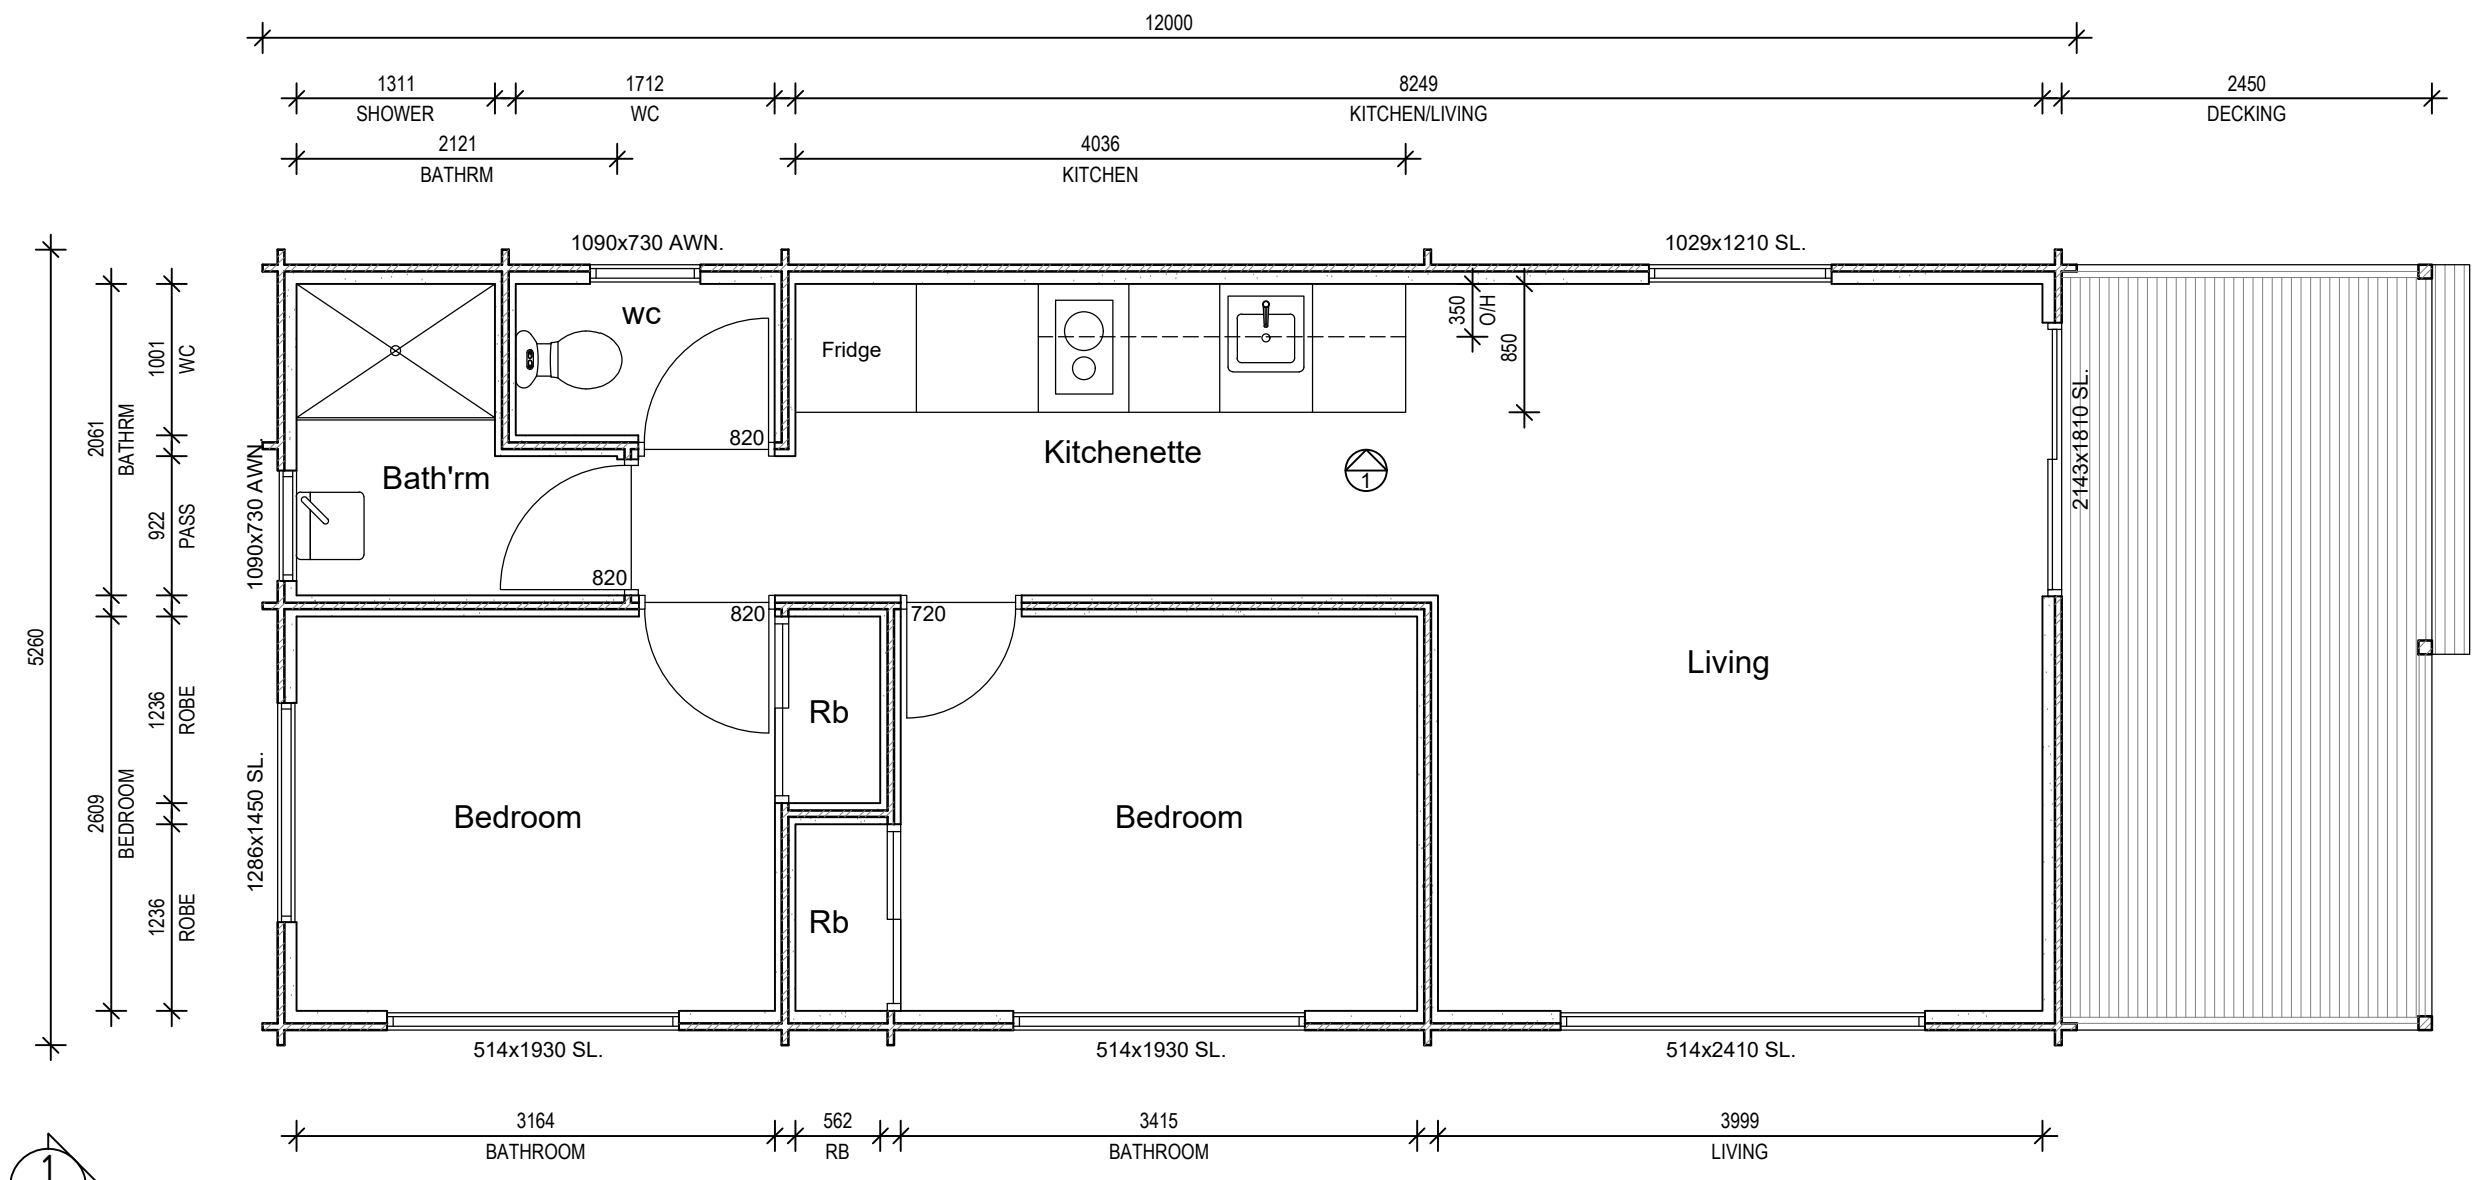 12000
1311
SHOWER
1712
WC
8249
KITCHEN/LIVING
2450
DECKING
2121
BATHRM
4036
KITCHEN
1090x730 AWN.
1029x1210 SL.
wc
Fridge
350
O/H
850
1001
WC
2061
BATHRM
820
Kitchenette
1
2143x1810 SL.
Bath'rm
1090x730 AWN.
922
PASS
820
820
720
5260
Living
1236
ROBE
Rb
2609
BEDROOM
1286x1450 SL.
Bedroom
Bedroom
1236
ROBE
Rb
514x1930 SL.
514x1930 SL.
514x2410 SL.
3164
BATHROOM
562
RB
3415
BATHROOM
3999
LIVING
1